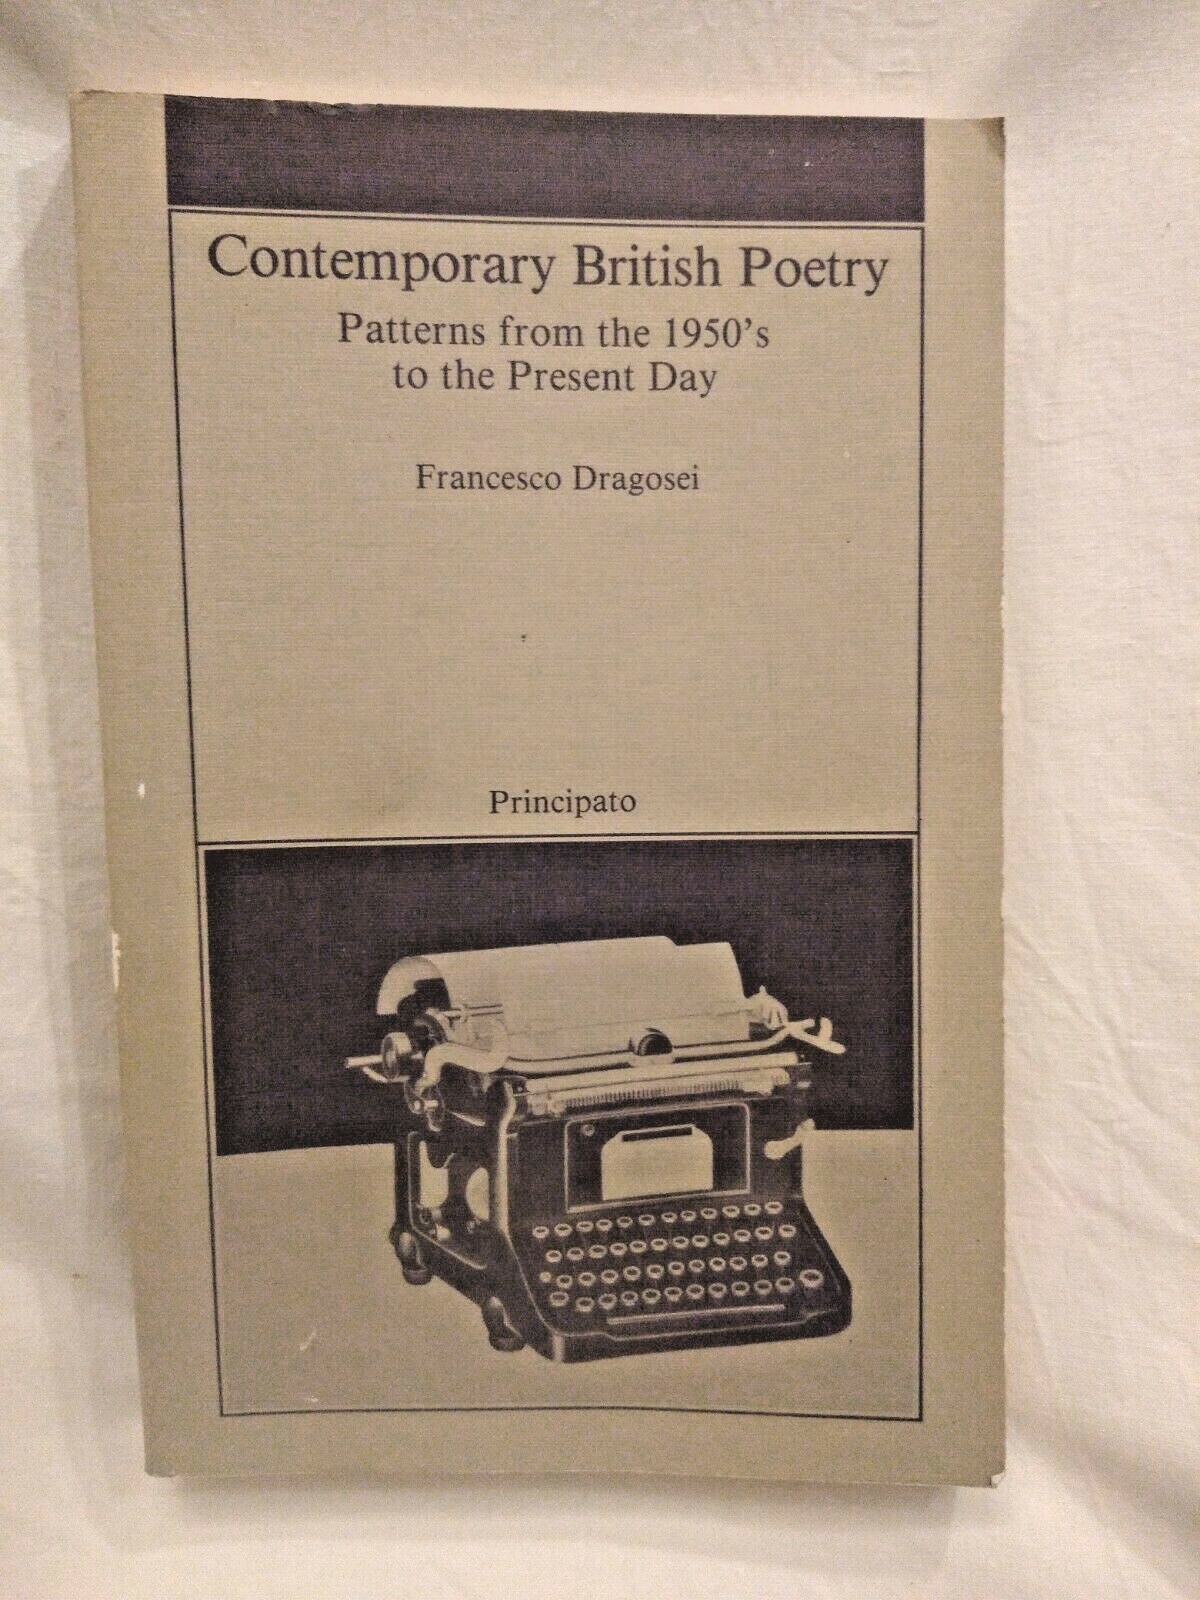 Contemporary British Poetry
Patterns from the 1950's
to the Present Day
Francesco Dragosei
Principato